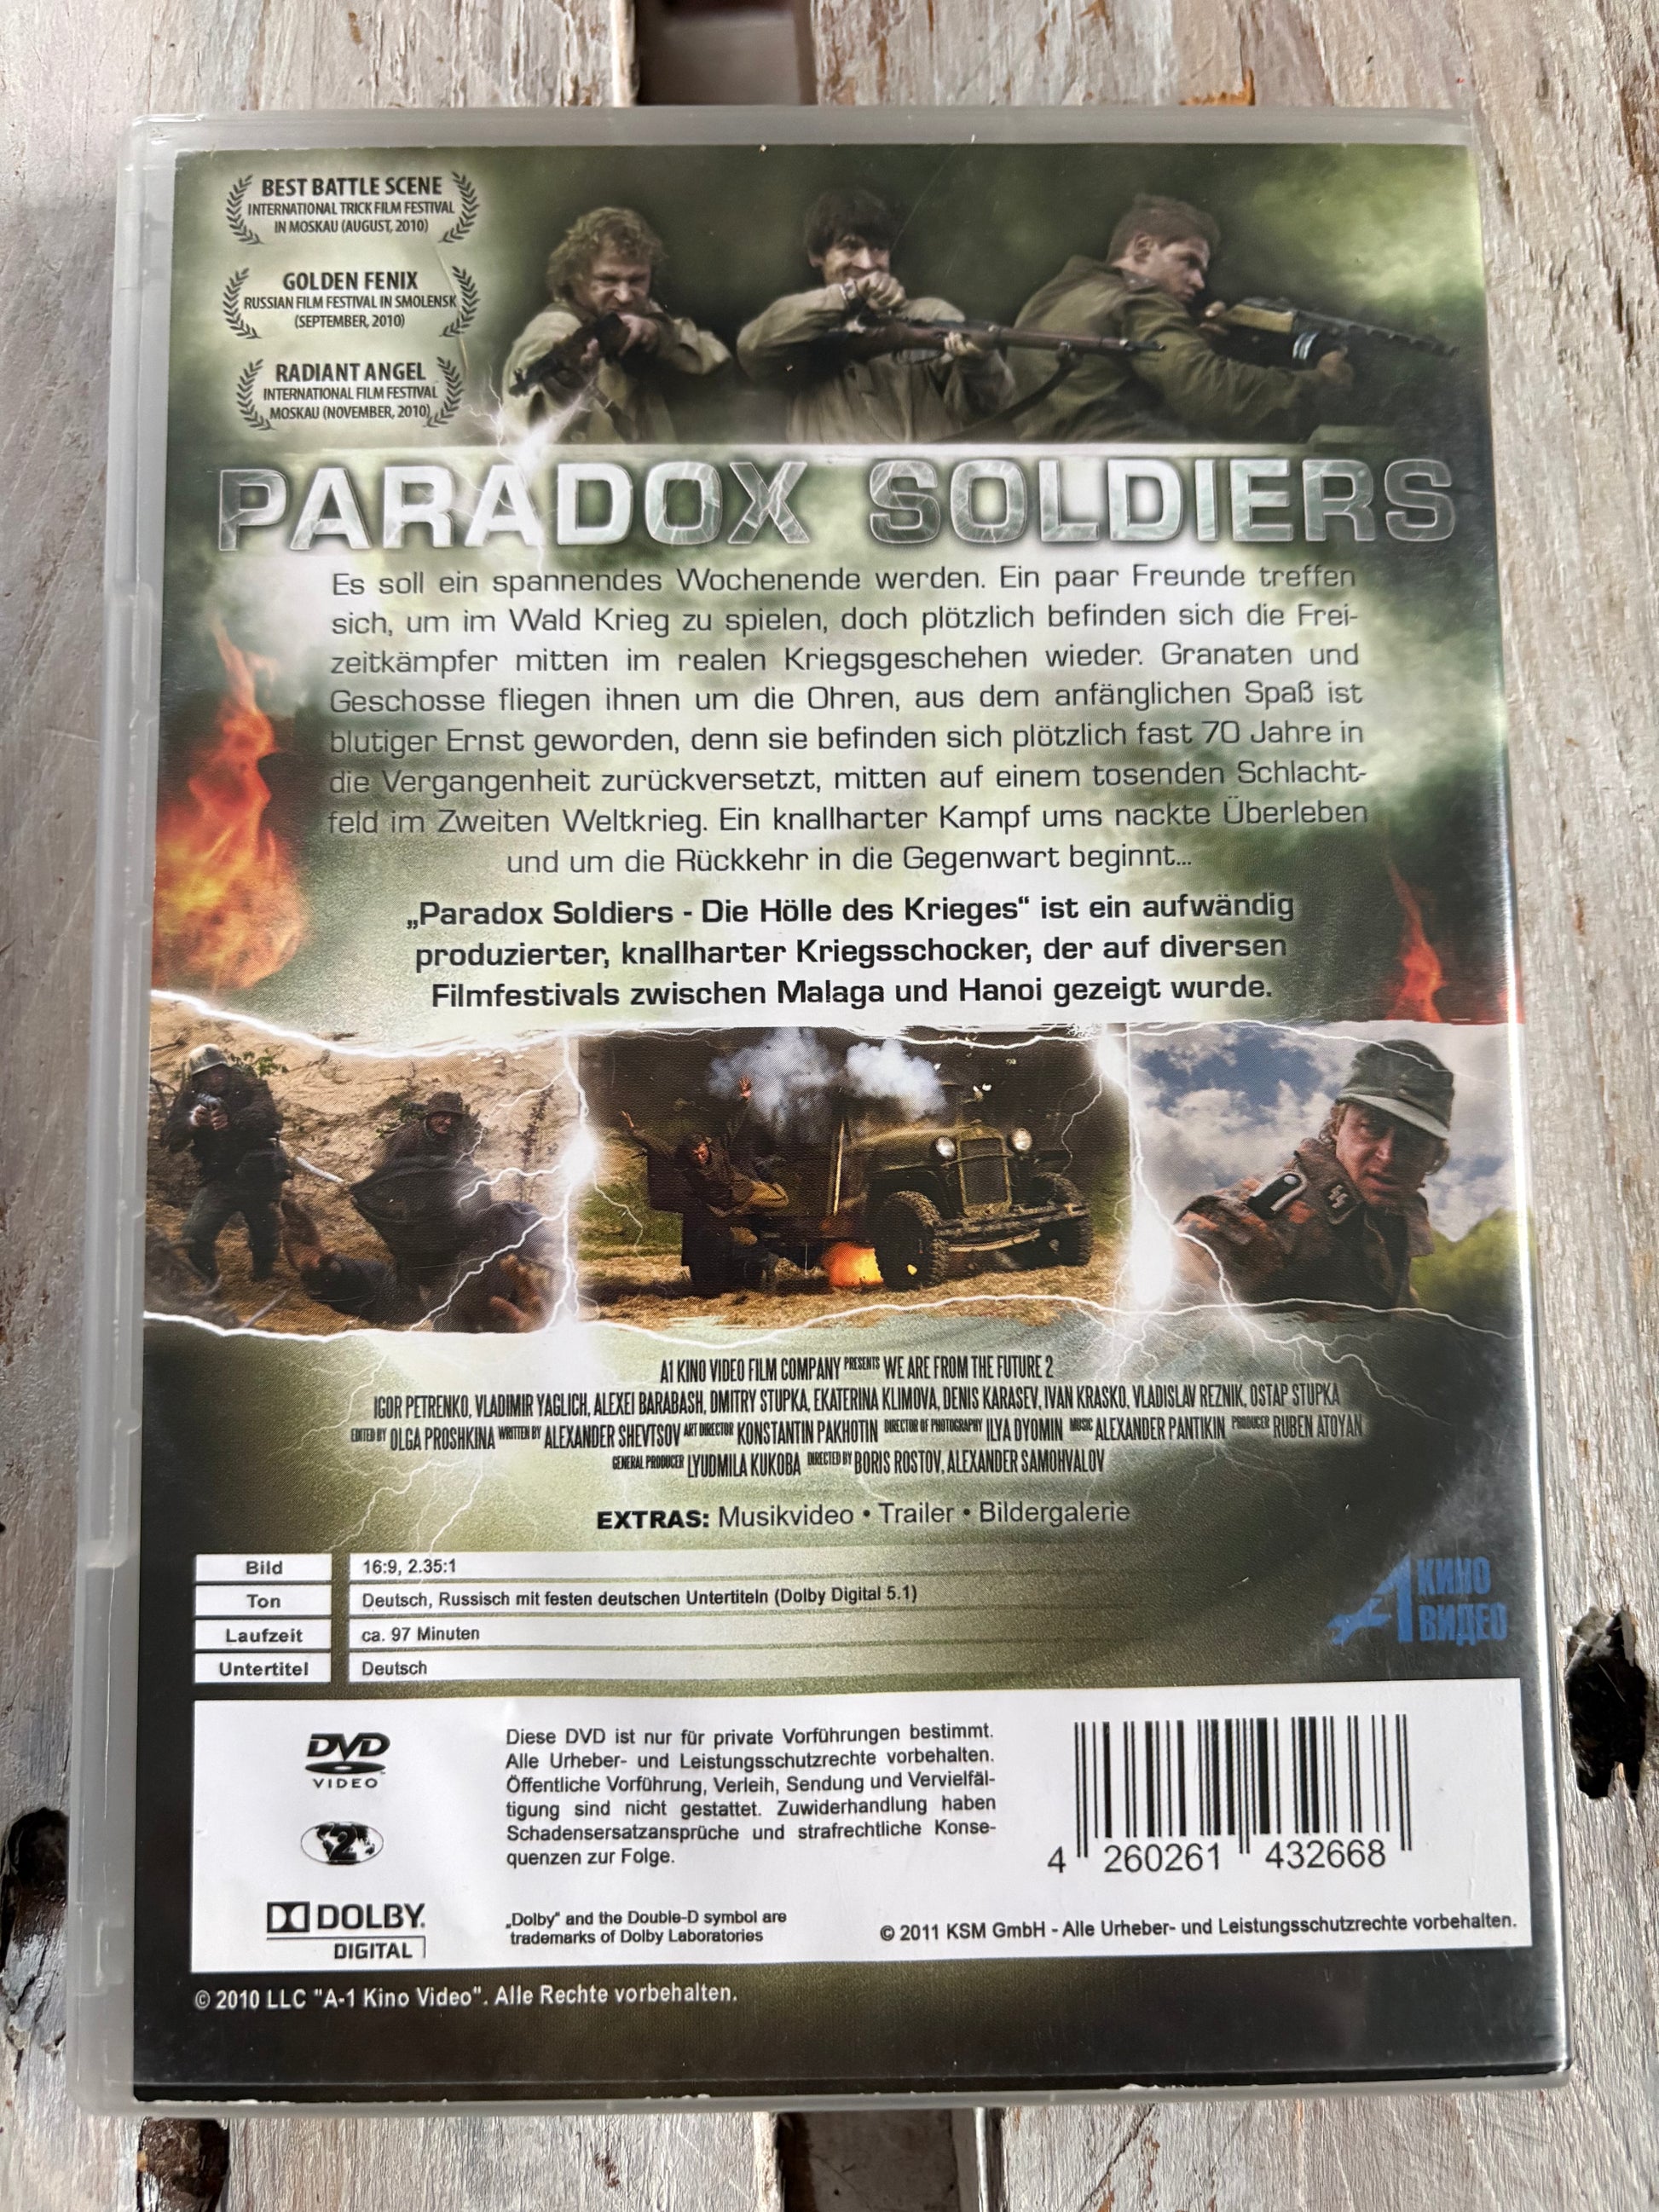 BEST BATTLE SCENE
INTERNATIONAL TRICK FILM FESTIVAL
IN MOSKAU (AUGUST, 2010)
GOLDEN FENIX
RUSSIAN FILM FESTIVAL IN SMOLENSK
(SEPTEMBER, 2010)
RADIANT ANGEL
INTERNATIONAL FILM FESTIVAL
MOSKAU (NOVEMBER, 2010)
PARADOX SOLDIERS
Es soll ein spannendes Wochenende werden. Ein paar Freunde treffen
sich, um im Wald Krieg zu spielen, doch plötzlich befinden sich die Frei-
zeitkämpfer mitten im realen Kriegsgeschehen wieder. Granaten und
Geschosse fliegen ihnen um die Ohren, aus dem anfänglichen Spaß ist
blutiger Ernst geworden, denn sie befinden sich plötzlich fast 70 Jahre in
die Vergangenheit zurückversetzt, mitten auf einem tosenden Schlacht-
feld im Zweiten Weltkrieg. Ein knallharter Kampf ums nackte Überleben
und um die Rückkehr in die Gegenwart beginnt...
„Paradox Soldiers - Die Hölle des Krieges“ ist ein aufwändig
produzierter, knallharter Kriegsschocker, der auf diversen
Filmfestivals zwischen Malaga und Hanoi gezeigt wurde.
A1 KINO VIDEO FILM COMPANY PRESENTS WE ARE FROM THE FUTURE 2
IGOR PETRENKO, VLADIMIR YAGLICH, ALEXEI BARABASH, DMITRY STUPKA, EKATERINA KLIMOVA, DENIS KARASEV, IVAN KRASKO, VLADISLAV REZNIK, OSTAP STUPKA
EDITED BY OLGA PROSHKINA WRITTEN BY ALEXANDER SHEVTSOV ART DIRECTOR KONSTANTIN PAKHOTIN DIRECTOR OF PHOTOGRAPHY ILYA DYOMIN MUSIC ALEXANDER PANTIKIN PRODUCER RUBEN ATOYAN
GENERAL PRODUCER LYUDMILA KUKOBA DIRECTED BY BORIS ROSTOV, ALEXANDER SAMOHVALOV
EXTRAS: Musikvideo • Trailer • Bildergalerie
Bild 16:9, 2.35:1
Ton Deutsch, Russisch mit festen deutschen Untertiteln (Dolby Digital 5.1)
Laufzeit ca. 97 Minuten
Untertitel Deutsch
А1 КИНО
ВИДЕО
DVD
VIDEO
2
DOLBY
DIGITAL
Diese DVD ist nur für private Vorführungen bestimmt.
Alle Urheber- und Leistungsschutzrechte vorbehalten.
Öffentliche Vorführung, Verleih, Sendung und Vervielfäl-
tigung sind nicht gestattet. Zuwiderhandlung haben
Schadensersatzansprüche und strafrechtliche Konse-
quenzen zur Folge.
„Dolby“ and the Double-D symbol are
trademarks of Dolby Laboratories
4 260261 432668
© 2011 KSM GmbH - Alle Urheber- und Leistungsschutzrechte vorbehalten.
© 2010 LLC "A-1 Kino Video". Alle Rechte vorbehalten.